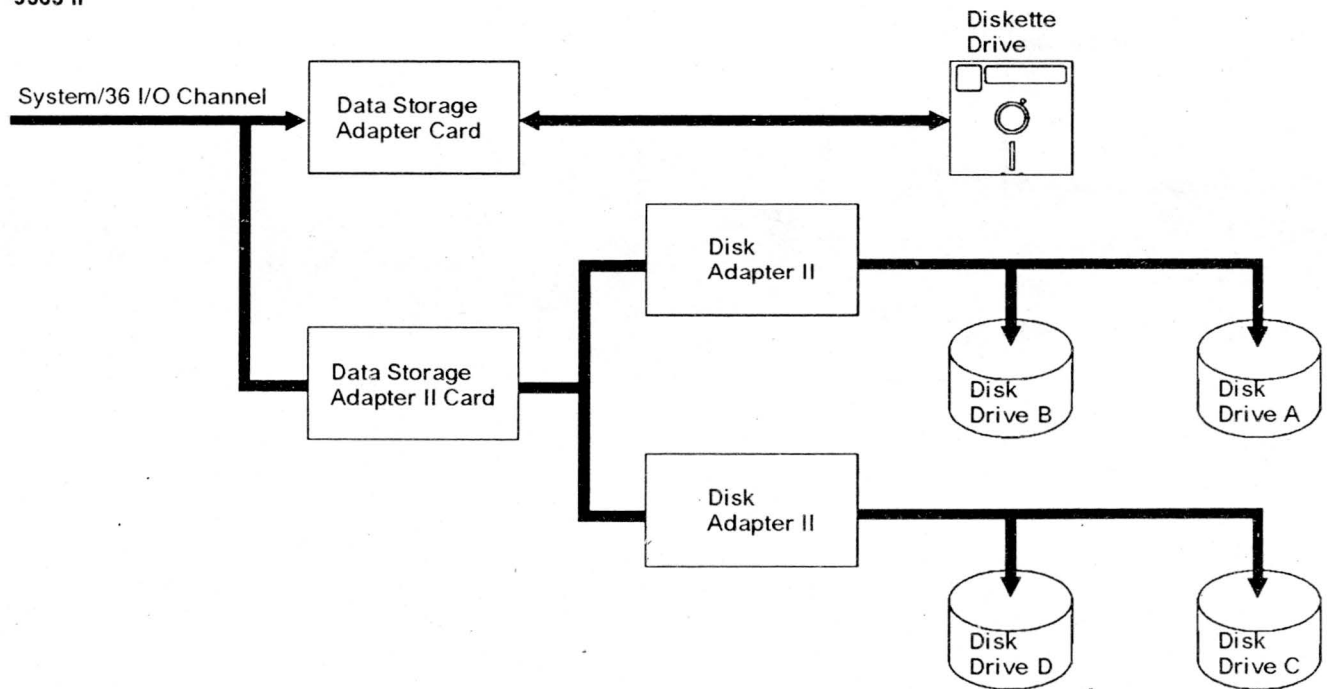 Diskette
Drive
System/36 I/O Channel
Data Storage
Adapter Card
Disk
Adapter II
Data Storage
Adapter II Card
Disk
Drive B
Disk
Drive A
Disk
Adapter II
Disk
Drive D
Disk
Drive C